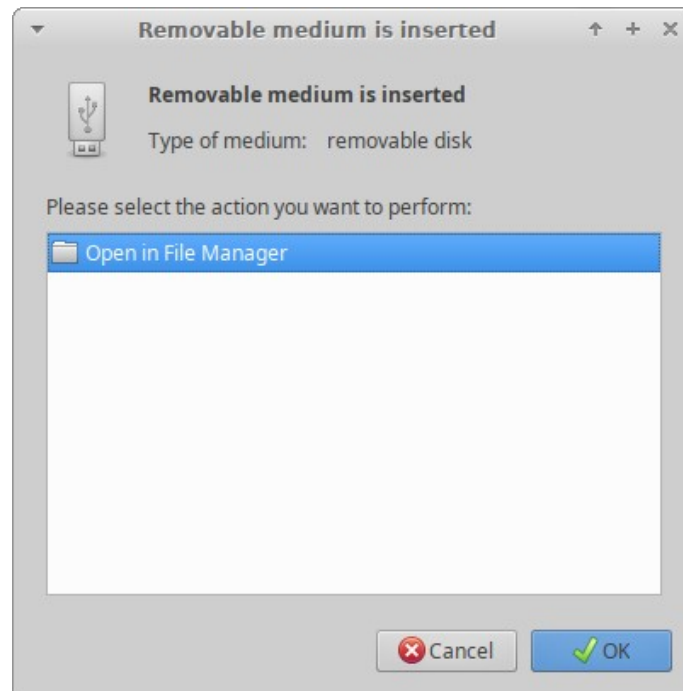 Removable medium is inserted
Removable medium is inserted
Type of medium: removable disk
Please select the action you want to perform:
Open in File Manager
Cancel OK